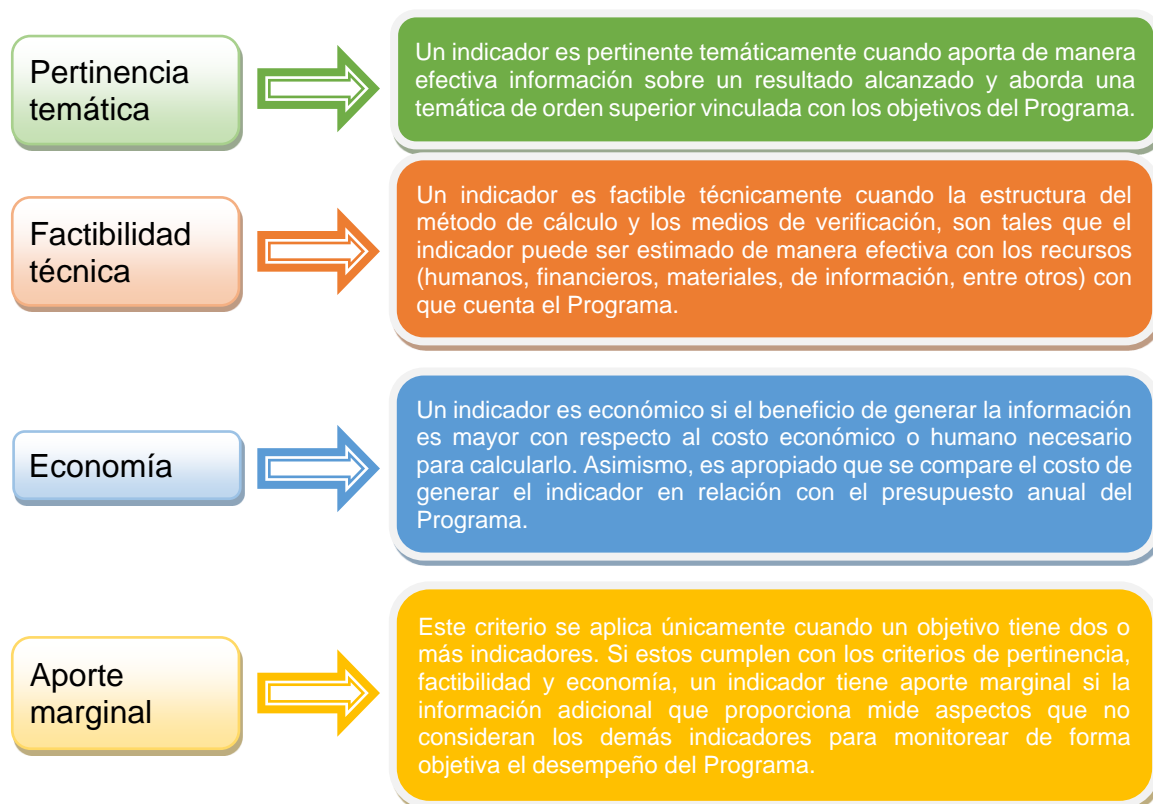 Pertinencia
temática
Un indicador es pertinente temáticamente cuando aporta de manera
efectiva información sobre un resultado alcanzado y aborda una
temática de orden superior vinculada con los objetivos del Programa.
Factibilidad
técnica
Un indicador es factible técnicamente cuando la estructura del
método de cálculo y los medios de verificación, son tales que el
indicador puede ser estimado de manera efectiva con los recursos
(humanos, financieros, materiales, de información, entre otros) con
que cuenta el Programa.
Economía
Un indicador es económico si el beneficio de generar la información
es mayor con respecto al costo económico o humano necesario
para calcularlo. Asimismo, es apropiado que se compare el costo de
generar el indicador en relación con el presupuesto anual del
Programa.
Aporte
marginal
Este criterio se aplica únicamente cuando un objetivo tiene dos o
más indicadores. Si estos cumplen con los criterios de pertinencia,
factibilidad y economía, un indicador tiene aporte marginal si la
información adicional que proporciona mide aspectos que no
consideran los demás indicadores para monitorear de forma
objetiva el desempeño del Programa.